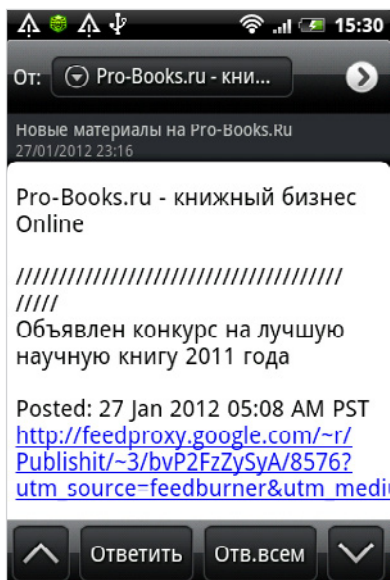 15:30
От: Pro-Books.ru - кни...
Новые материалы на Pro-Books.Ru
27/01/2012 23:16
Pro-Books.ru - книжный бизнес
Online
//////////////////////////////////////
/////
Объявлен конкурс на лучшую
научную книгу 2011 года
Posted: 27 Jan 2012 05:08 AM PST
http://feedproxy.google.com/~r/
Publishit/~3/bvP2FzZySyA/8576?
utm_source=feedburner&utm_medi
Ответить Отв.всем